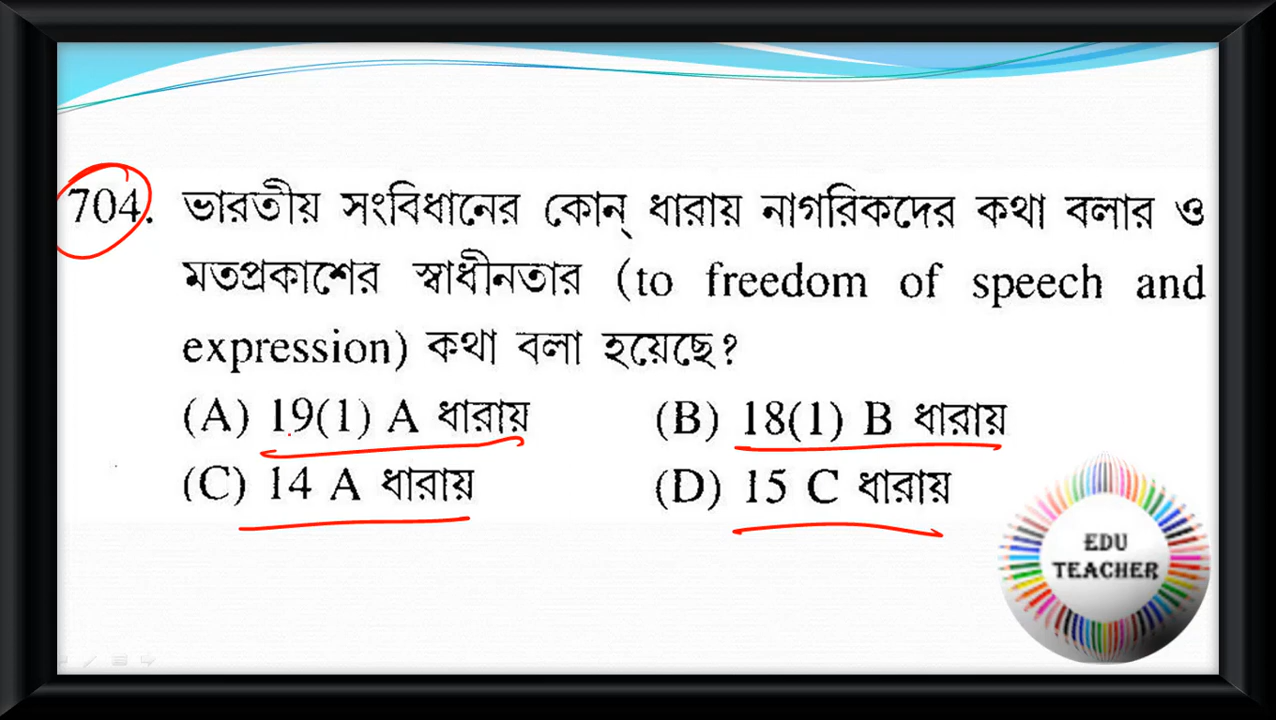 704. ভারতীয় সংবিধানের কোন্ ধারায় নাগরিকদের কথা বলার ও
মতপ্রকাশের স্বাধীনতার (to freedom of speech and
expression) কথা বলা হয়েছে?
(A) 19(1) A ধারায় (B) 18(1) B ধারায়
(C) 14 A ধারায় (D) 15 C ধারায়
EDU
TEACHER